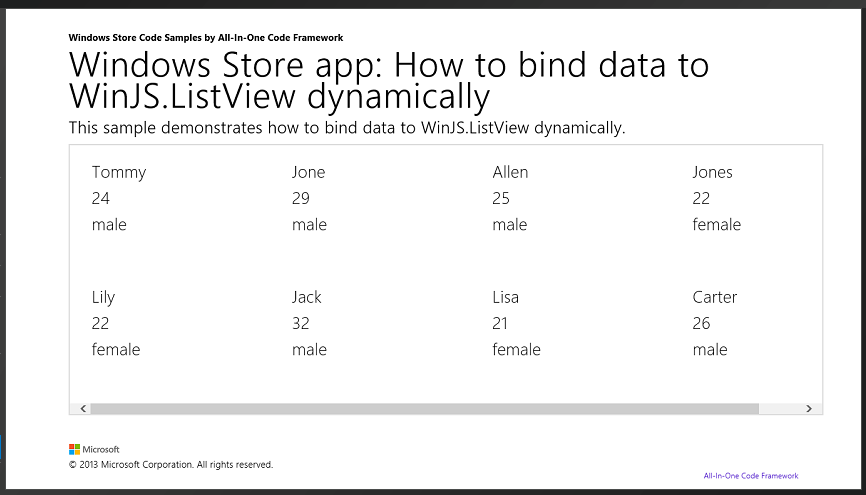 Windows Store Code Samples by All-In-One Code Framework
Windows Store app: How to bind data to
WinJS.ListView dynamically
This sample demonstrates how to bind data to WinJS.ListView dynamically.
Tommy Jone Allen Jones
24 29 25 22
male male male female
Lily Jack Lisa Carter
22 32 21 26
female male female male
Microsoft
© 2013 Microsoft Corporation. All rights reserved.
All-In-One Code Framework